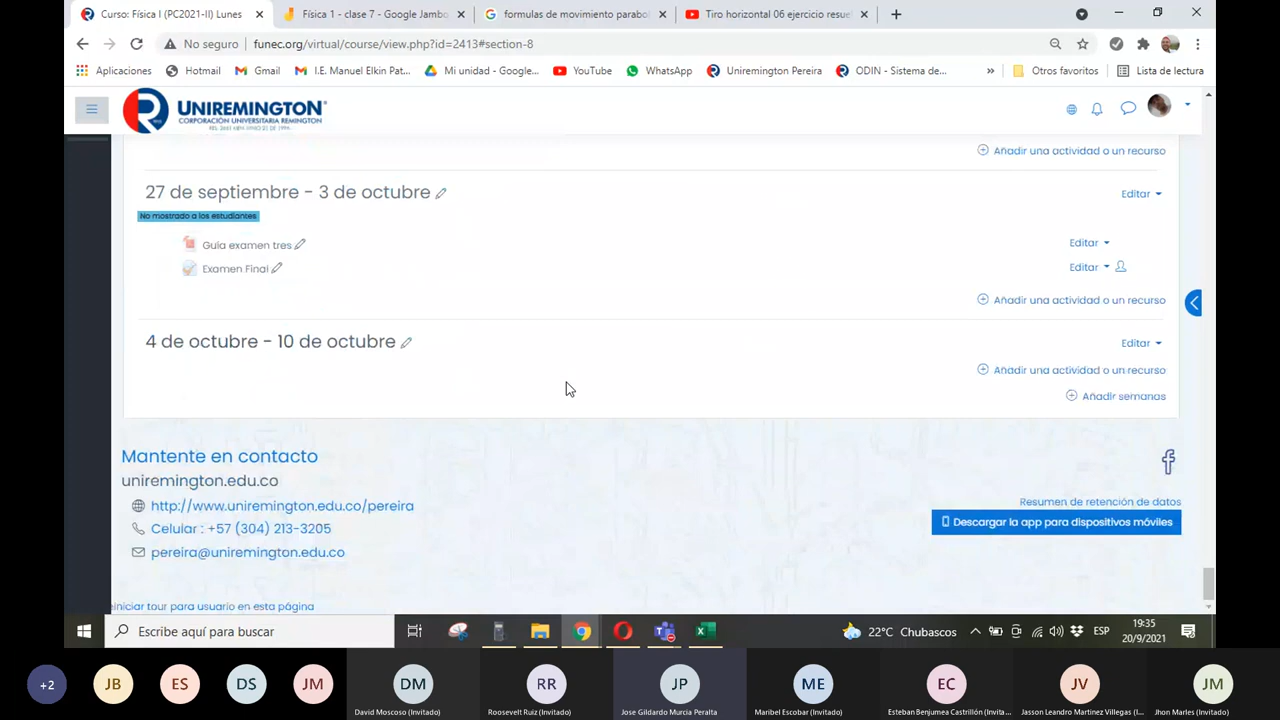 Curso: Física I (PC2021-II) Lunes
Física 1 - clase 7 - Google Jambo
formulas de movimiento parabol
Tiro horizontal 06 ejercicio resue
No seguro
funec.org/virtual/course/view.php?id=2413#section-8
Aplicaciones
Hotmail
Gmail
I.E. Manuel Elkin Pat...
Mi unidad - Google...
YouTube
WhatsApp
Uniremington Pereira
ODIN - Sistema de...
»
Otros favoritos
Lista de lectura
UNIREMINGTON
CORPORACIÓN UNIVERSITARIA REMINGTON
Añadir una actividad o un recurso
27 de septiembre - 3 de octubre
Editar
No mostrado a los estudiantes
Guía examen tres
Editar
Examen Final
Editar
Añadir una actividad o un recurso
4 de octubre - 10 de octubre
Editar
Añadir una actividad o un recurso
Añadir semanas
Mantente en contacto
uniremington.edu.co
http://www.uniremington.edu.co/pereira
Resumen de retención de datos
Celular : +57 (304) 213-3205
Descargar la app para dispositivos móviles
pereira@uniremington.edu.co
einiciar tour para usuario en esta página
Escribe aquí para buscar
22°C Chubascos
ESP
19:35
20/9/2021
+2
JB
ES
DS
JM
DM
RR
JP
ME
EC
JV
JM
David Moscoso (Invitado)
Roosevelt Ruiz (Invitado)
Jose Gildardo Murcia Peralta
Maribel Escobar (Invitado)
Esteban Benjumea Castrillón (Invita...
Jasson Leandro Martinez Villegas (I...
Jhon Marles (Invitado)